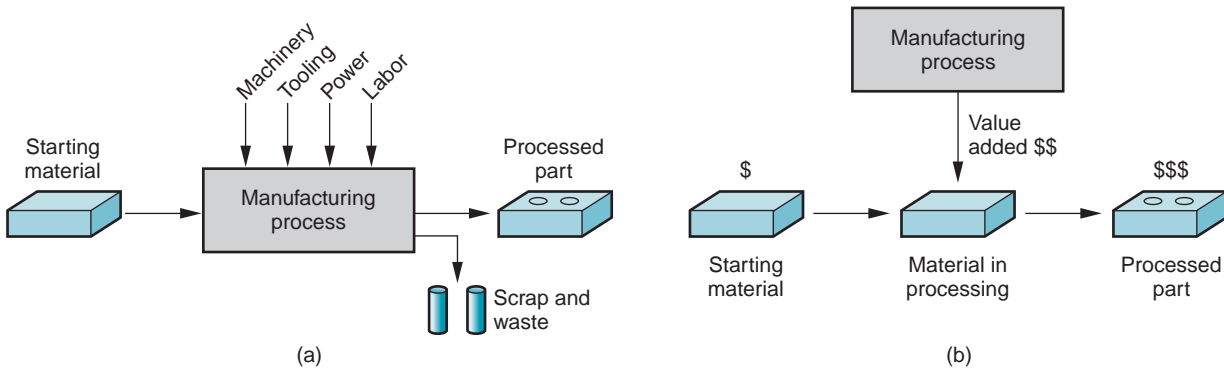 Machinery
Tooling
Power
Labor
Starting
material
Manufacturing
process
Processed
part
Scrap and
waste
(a)
Manufacturing
process
Value
added $$
$
$$$
Starting
material
Material in
processing
Processed
part
(b)